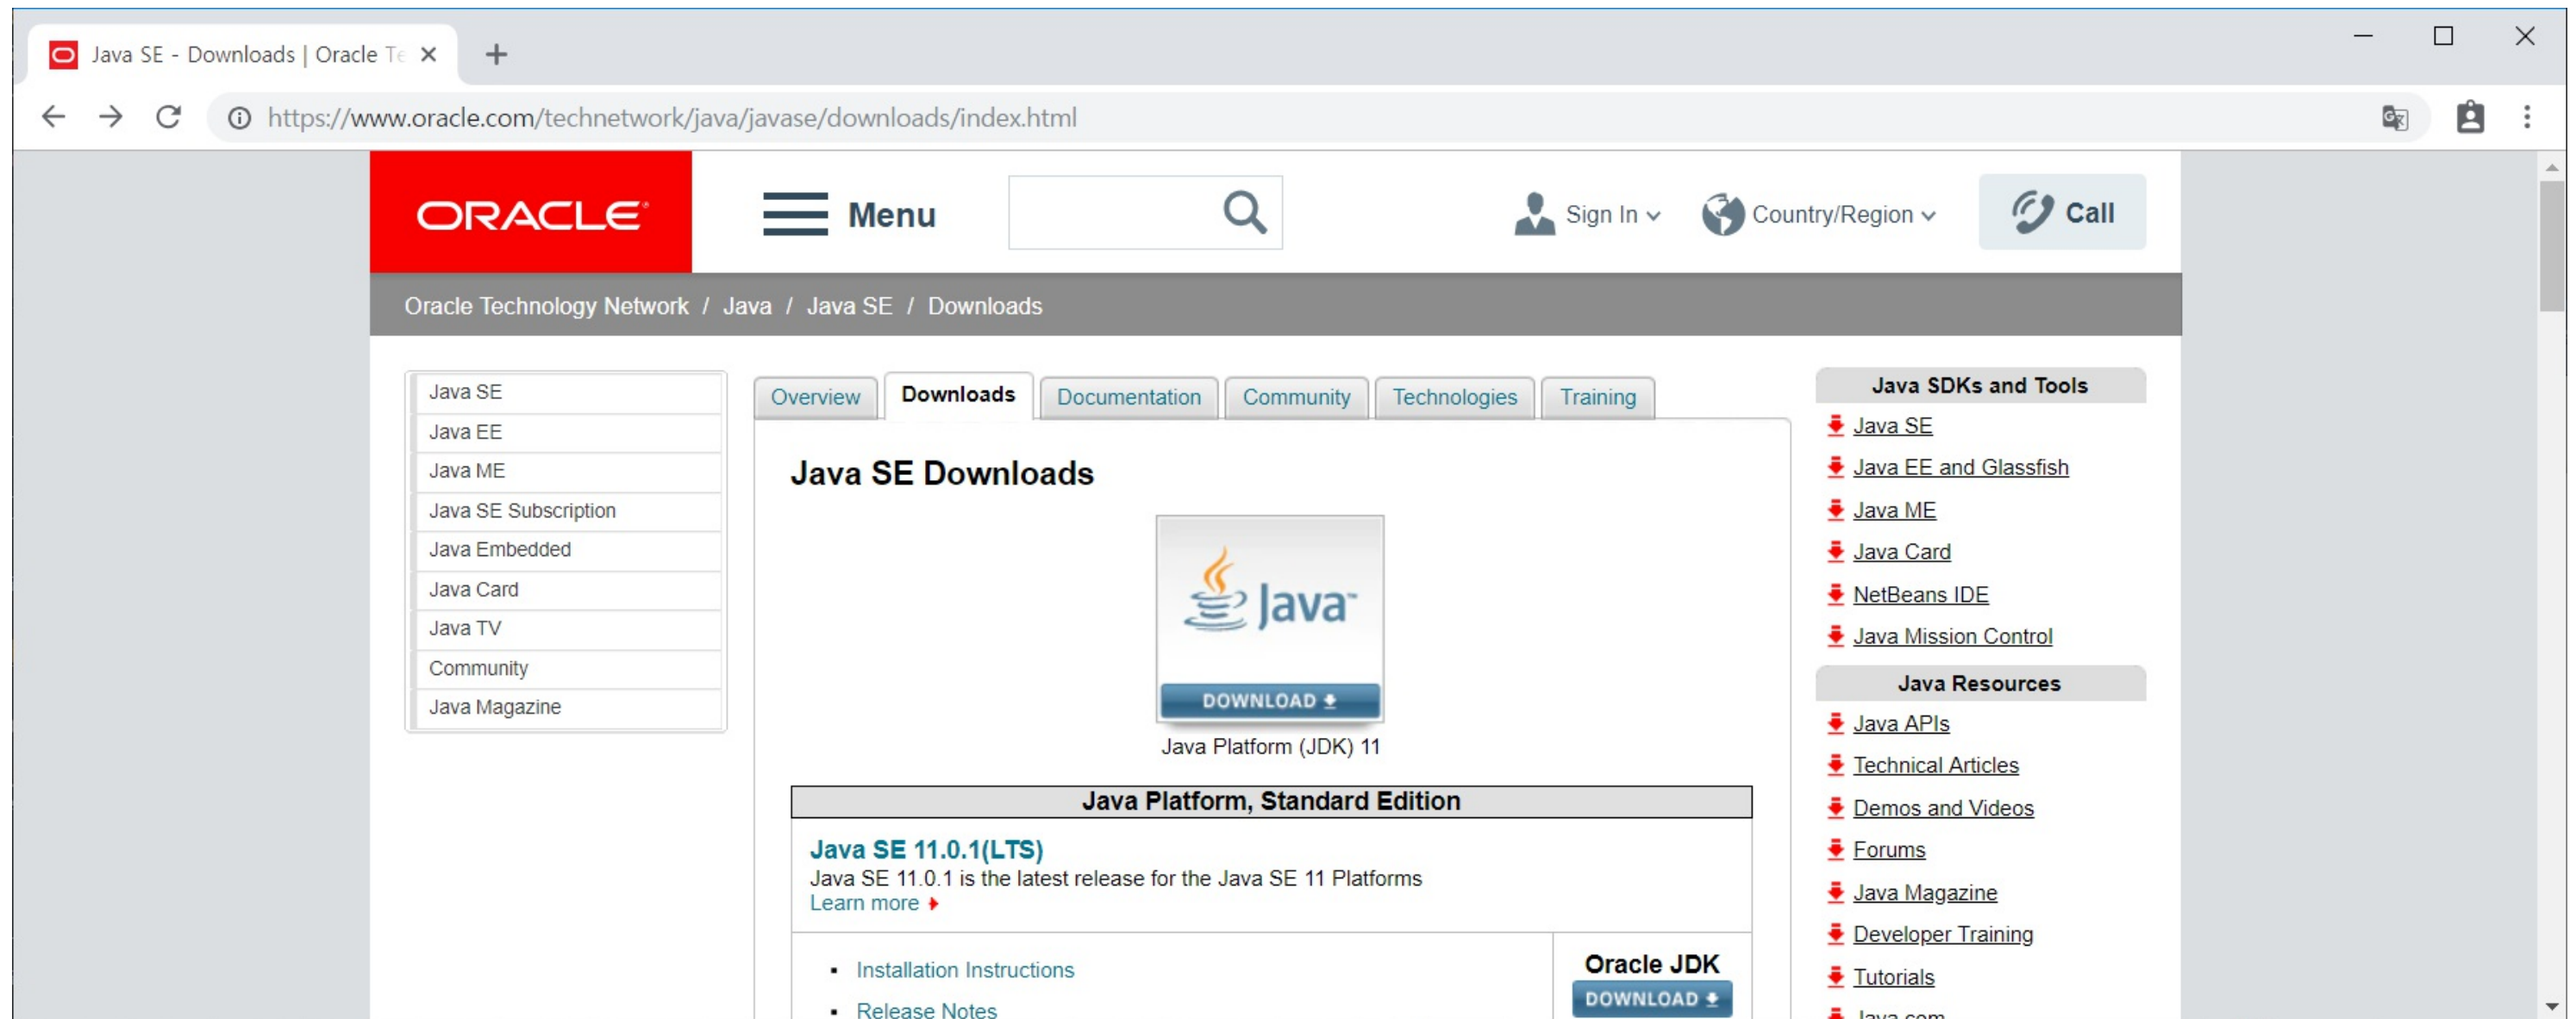 Java SE - Downloads | Oracle Te
https://www.oracle.com/technetwork/java/javase/downloads/index.html
ORACLE
Menu
Sign In
Country/Region
Call
Oracle Technology Network / Java / Java SE / Downloads
Java SE
Java EE
Java ME
Java SE Subscription
Java Embedded
Java Card
Java TV
Community
Java Magazine
Overview
Downloads
Documentation
Community
Technologies
Training
Java SE Downloads
Java™
DOWNLOAD
Java Platform (JDK) 11
Java Platform, Standard Edition
Java SE 11.0.1(LTS)
Java SE 11.0.1 is the latest release for the Java SE 11 Platforms
Learn more
▪ Installation Instructions
▪ Release Notes
Oracle JDK
DOWNLOAD
Java SDKs and Tools
Java SE
Java EE and Glassfish
Java ME
Java Card
NetBeans IDE
Java Mission Control
Java Resources
Java APIs
Technical Articles
Demos and Videos
Forums
Java Magazine
Developer Training
Tutorials
Java.com